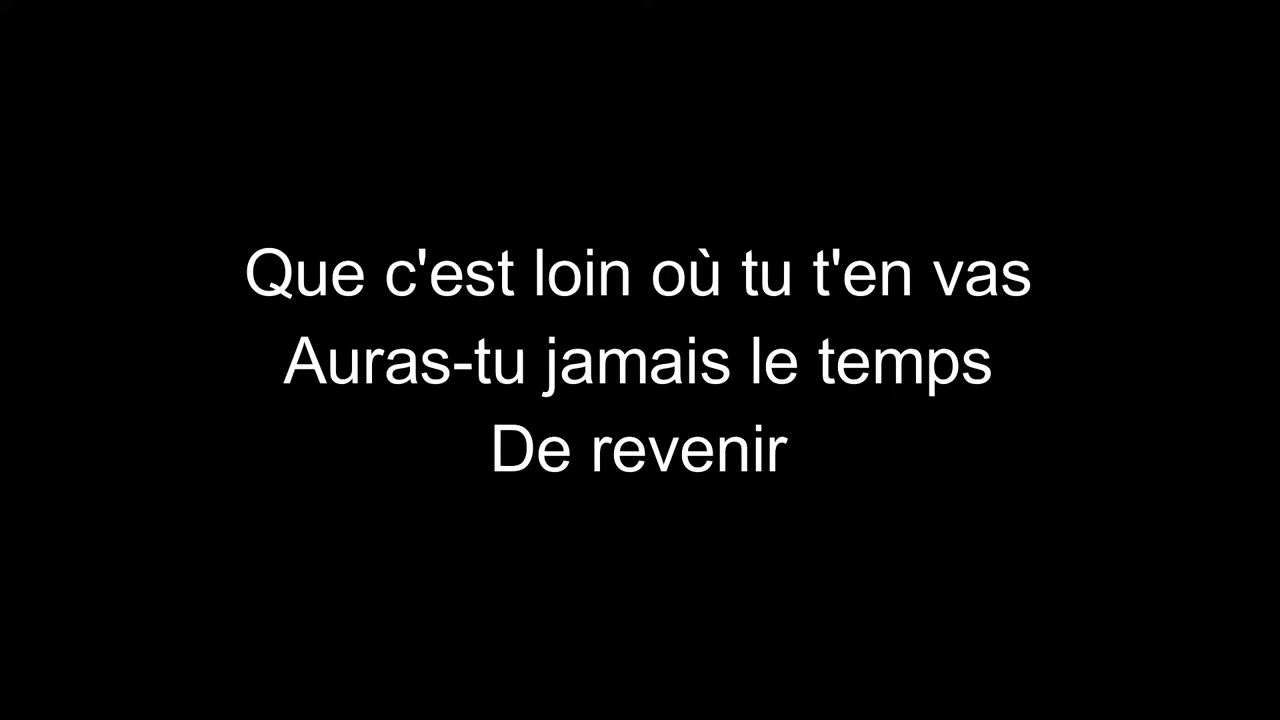 Que c'est loin où tu t'en vas
Auras-tu jamais le temps
De revenir